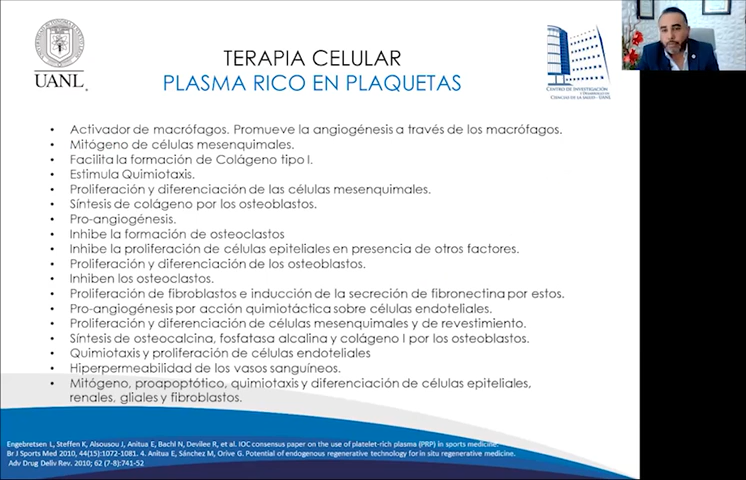 UANL
TERAPIA CELULAR
PLASMA RICO EN PLAQUETAS
CENTRO DE INVESTIGACIÓN
Y DESARROLLO DE
CIENCIAS DE LA SALUD - UANL
• Activador de macrófagos. Promueve la angiogénesis a través de los macrófagos.
• Mitógeno de células mesenquimales.
• Facilita la formación de Colágeno tipo I.
• Estimula Quimiotaxis.
• Proliferación y diferenciación de las células mesenquimales.
• Síntesis de colágeno por los osteoblastos.
• Pro-angiogénesis.
• Inhibe la formación de osteoclastos
• Inhibe la proliferación de células epiteliales en presencia de otros factores.
• Proliferación y diferenciación de los osteoblastos.
• Inhiben los osteoclastos.
• Proliferación de fibroblastos e inducción de la secreción de fibronectina por estos.
• Pro-angiogénesis por acción quimiotáctica sobre células endoteliales.
• Proliferación y diferenciación de células mesenquimales y de revestimiento.
• Síntesis de osteocalcina, fosfatasa alcalina y colágeno I por los osteoblastos.
• Quimiotaxis y proliferación de células endoteliales
• Hiperpermeabilidad de los vasos sanguíneos.
• Mitógeno, proapoptótico, quimiotaxis y diferenciación de células epiteliales,
renales, gliales y fibroblastos.
Engebretsen L, Steffen K, Alsousou J, Anitua E, Bachl N, Devilee R, et al. IOC consensus paper on the use of platelet-rich plasma (PRP) in sports medicine.
Br J Sports Med 2010, 44(15):1072-1081. 4. Anitua E, Sánchez M, Orive G. Potential of endogenous regenerative technology for in situ regenerative medicine.
Adv Drug Deliv Rev. 2010; 62 (7-8):741-52